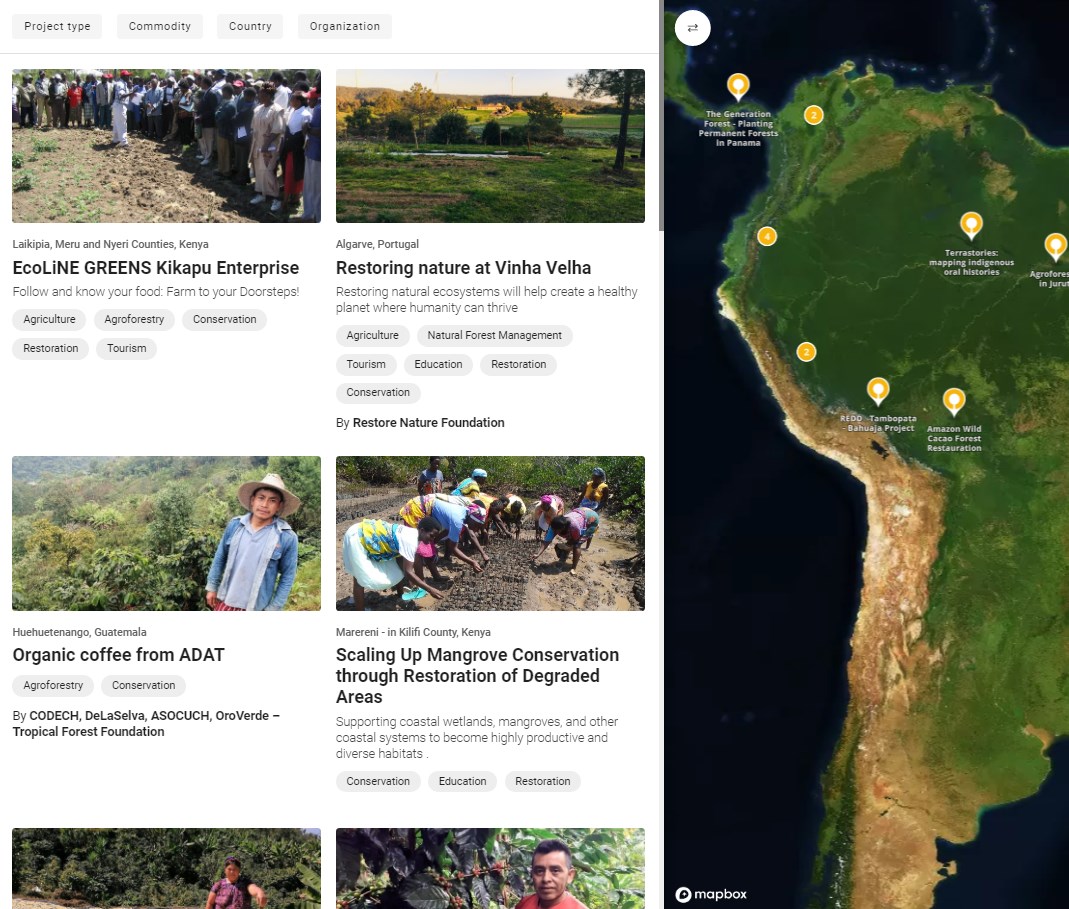 Project type
Commodity
Country
Organization
Laikipia, Meru and Nyeri Counties, Kenya
EcoLiNE GREENS Kikapu Enterprise
Follow and know your food: Farm to your Doorsteps!
Agriculture
Agroforestry
Conservation
Restoration
Tourism
Algarve, Portugal
Restoring nature at Vinha Velha
Restoring natural ecosystems will help create a healthy
planet where humanity can thrive
Agriculture
Natural Forest Management
Tourism
Education
Restoration
Conservation
By Restore Nature Foundation
Huehuetenango, Guatemala
Organic coffee from ADAT
Agroforestry
Conservation
By CODECH, DeLaSelva, ASOCUCH, OroVerde –
Tropical Forest Foundation
Marereni - in Kilifi County, Kenya
Scaling Up Mangrove Conservation
through Restoration of Degraded
Areas
Supporting coastal wetlands, mangroves, and other
coastal systems to become highly productive and
diverse habitats .
Conservation
Education
Restoration
The Generation
Forest - Planting
Permanent Forests
in Panama
2
4
Terrastories:
mapping indigenous
oral histories
Agrofores
in Jurut
2
REDD - Tambopata
- Bahuaja Project
Amazon Wild
Cacao Forest
Restauration
mapbox